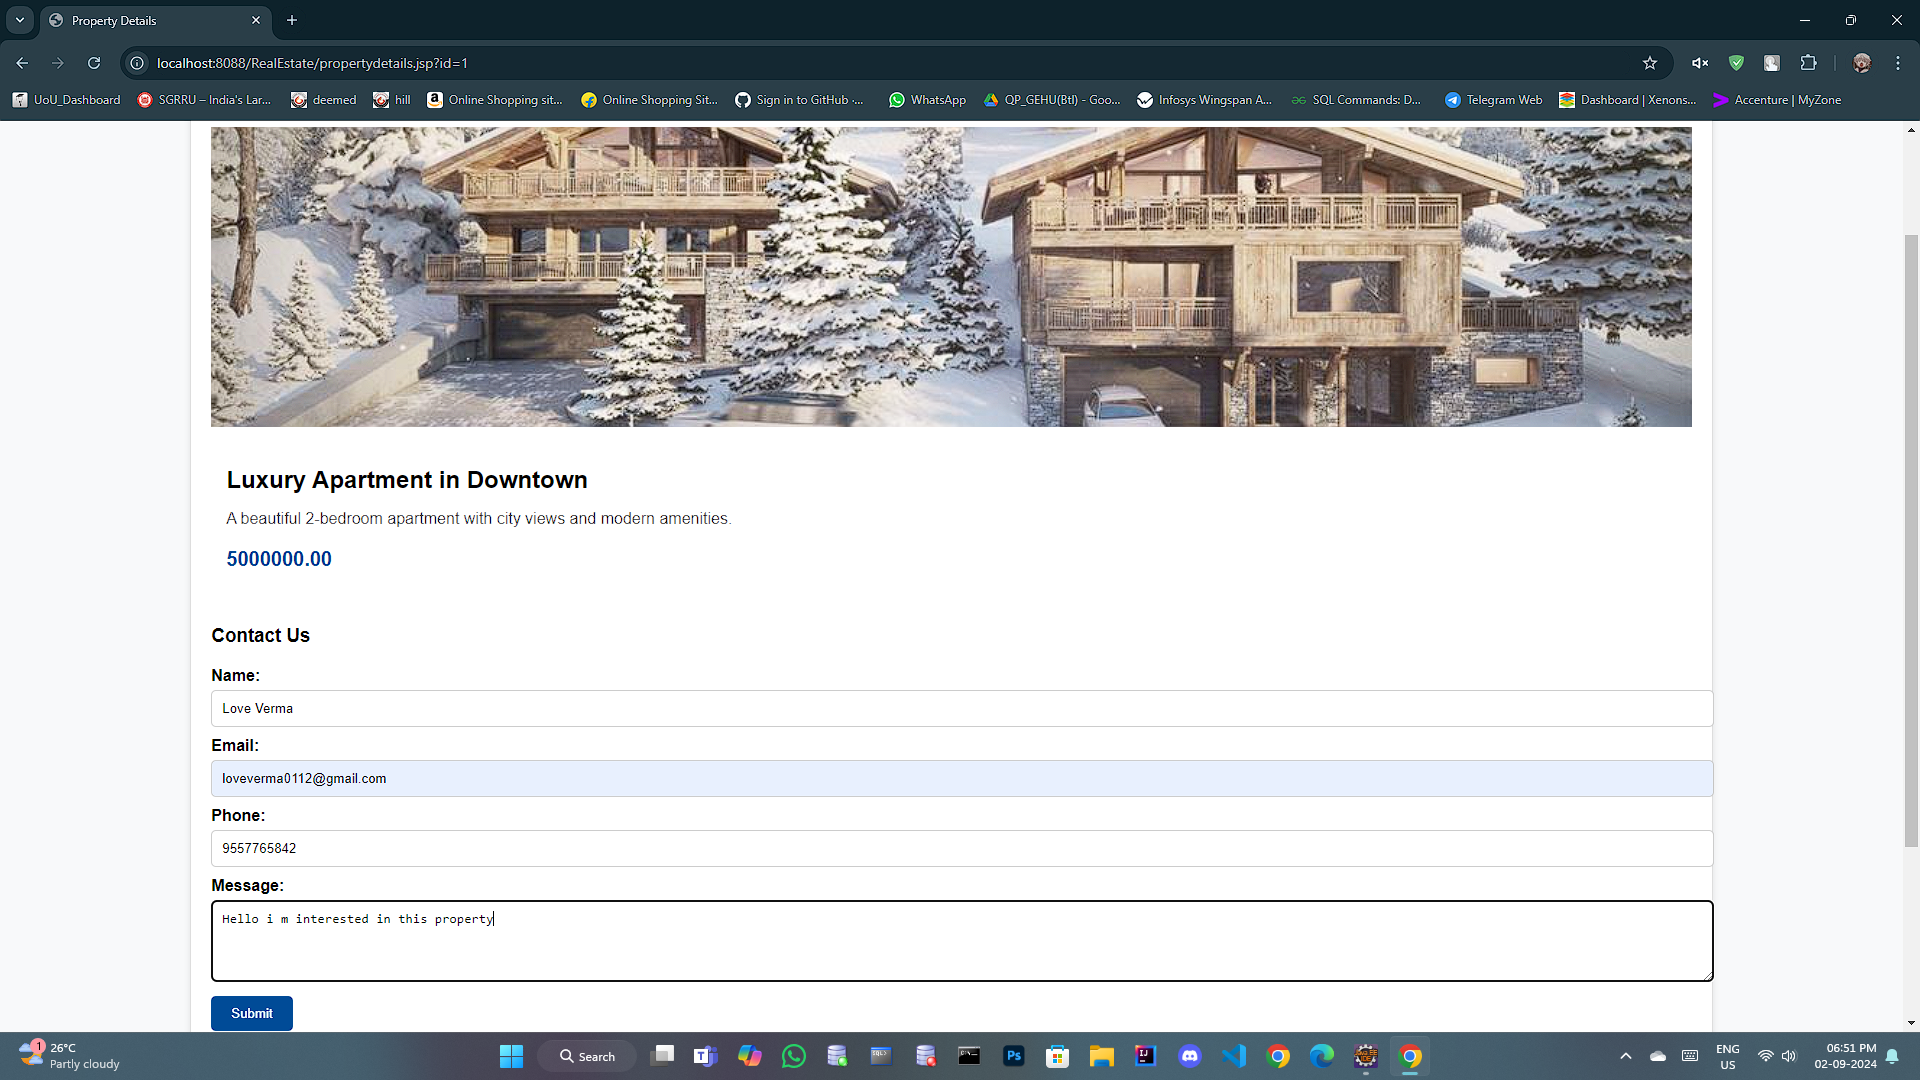 Property Details
localhost:8088/RealEstate/propertydetails.jsp?id=1
UoU_Dashboard
SGRRU – India's Lar...
deemed
hill
Online Shopping sit...
Online Shopping Sit...
Sign in to GitHub ·...
WhatsApp
QP_GEHU(Btl) - Goo...
Infosys Wingspan A...
SQL Commands: D...
Telegram Web
Dashboard | Xenons...
Accenture | MyZone
Luxury Apartment in Downtown
A beautiful 2-bedroom apartment with city views and modern amenities.
5000000.00
Contact Us
Name:
Love Verma
Email:
loveverma0112@gmail.com
Phone:
9557765842
Message:
Hello i m interested in this property
Submit
1
26°C
Partly cloudy
Search
Ps
ENG
US
06:51 PM
02-09-2024